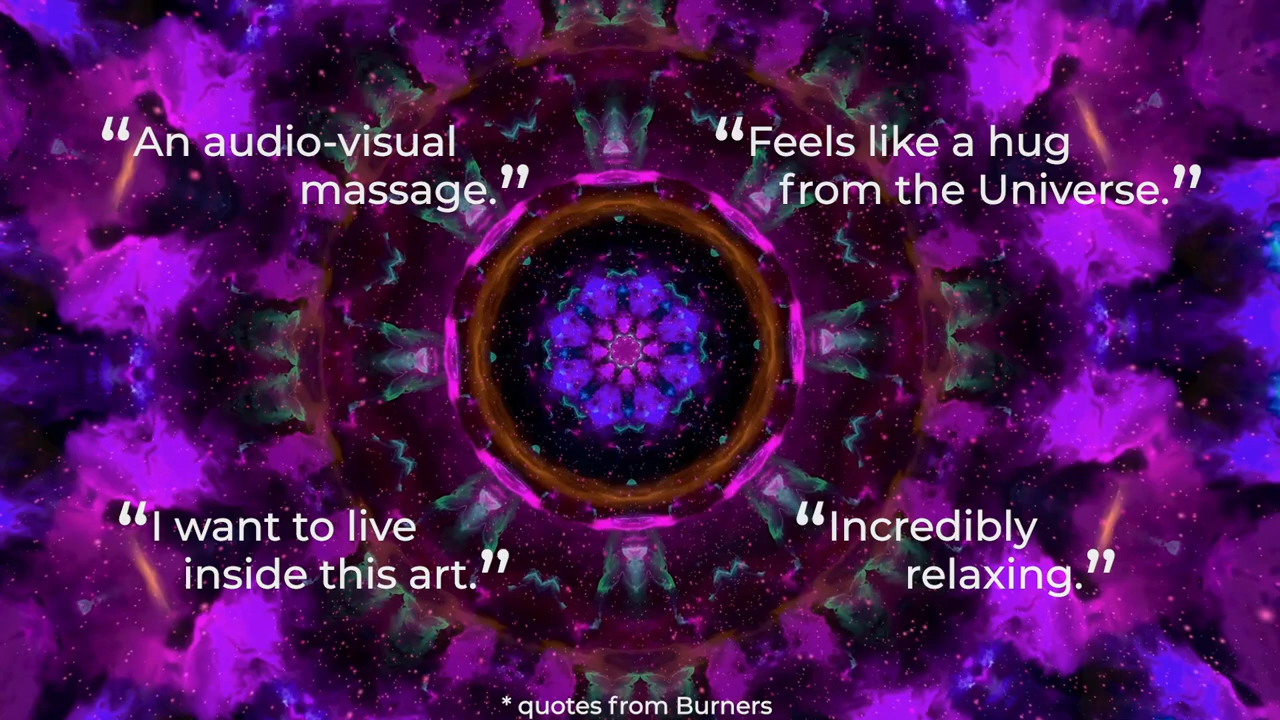 “An audio-visual
massage.”
“Feels like a hug
from the Universe.”
“I want to live
inside this art.”
“Incredibly
relaxing.”
* quotes from Burners